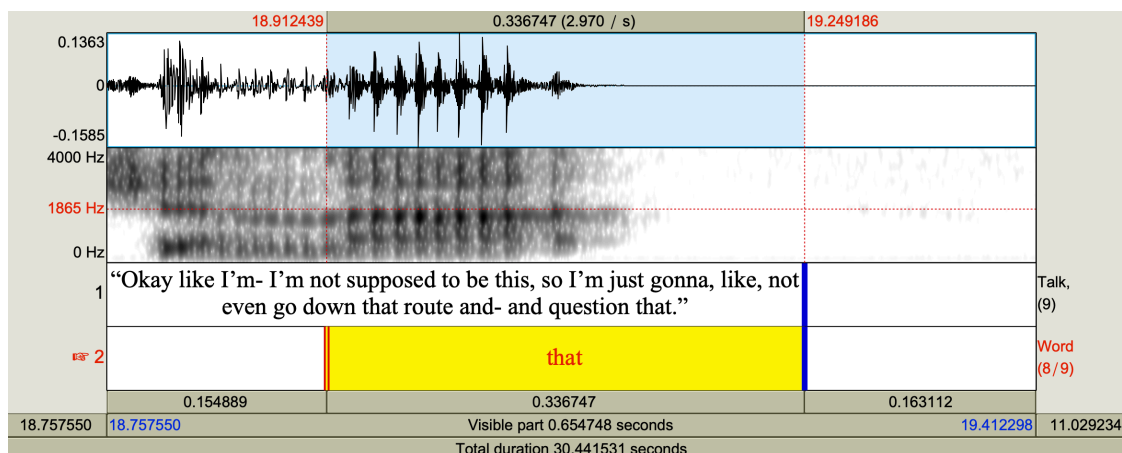 18.912439 0.336747 (2.970 / s) 19.249186
0.1363
0
-0.1585
4000 Hz
1865 Hz
0 Hz
1 “Okay like I’m- I’m not supposed to be this, so I’m just gonna, like, not
even go down that route and- and question that.”
Talk,
(9)
☞ 2 that
Word
(8/9)
0.154889 0.336747 0.163112
18.757550 18.757550 Visible part 0.654748 seconds 19.412298 11.029234
Total duration 30.441531 seconds